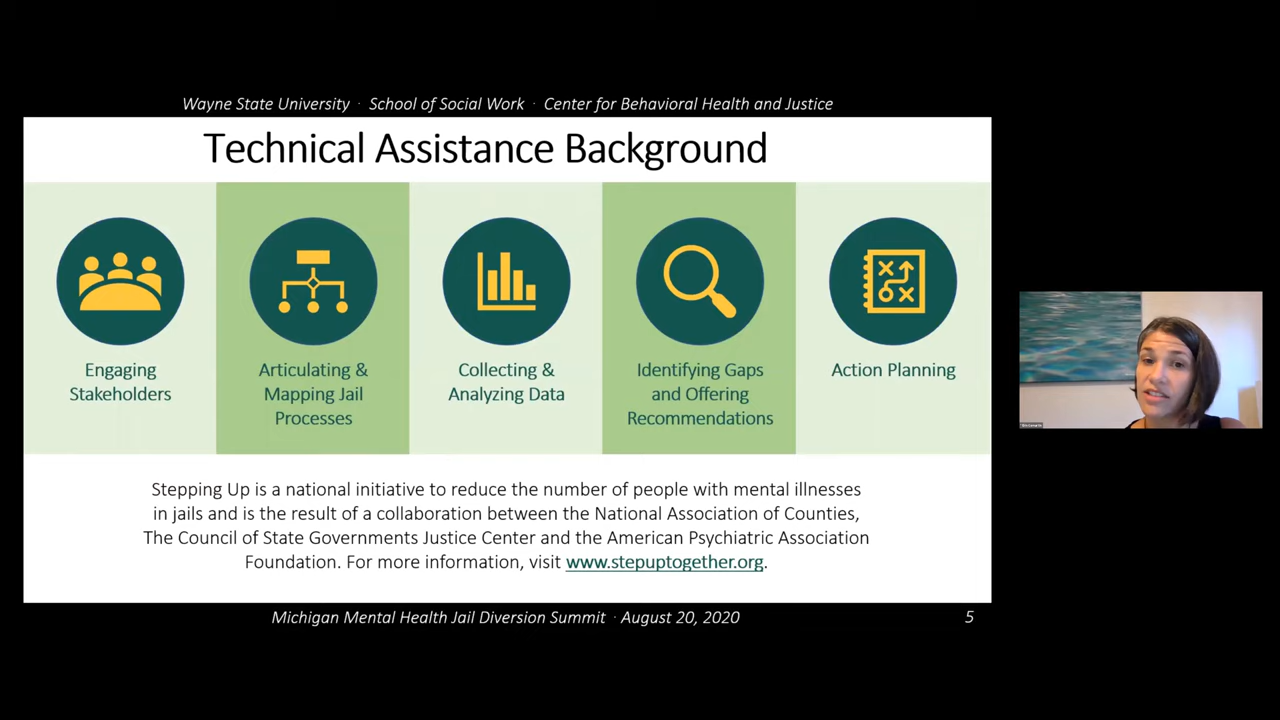 Wayne State University · School of Social Work · Center for Behavioral Health and Justice
Technical Assistance Background
Engaging
Stakeholders
Articulating &
Mapping Jail
Processes
Collecting &
Analyzing Data
Identifying Gaps
and Offering
Recommendations
Action Planning
Stepping Up is a national initiative to reduce the number of people with mental illnesses
in jails and is the result of a collaboration between the National Association of Counties,
The Council of State Governments Justice Center and the American Psychiatric Association
Foundation. For more information, visit www.stepuptogether.org.
Michigan Mental Health Jail Diversion Summit · August 20, 2020
5